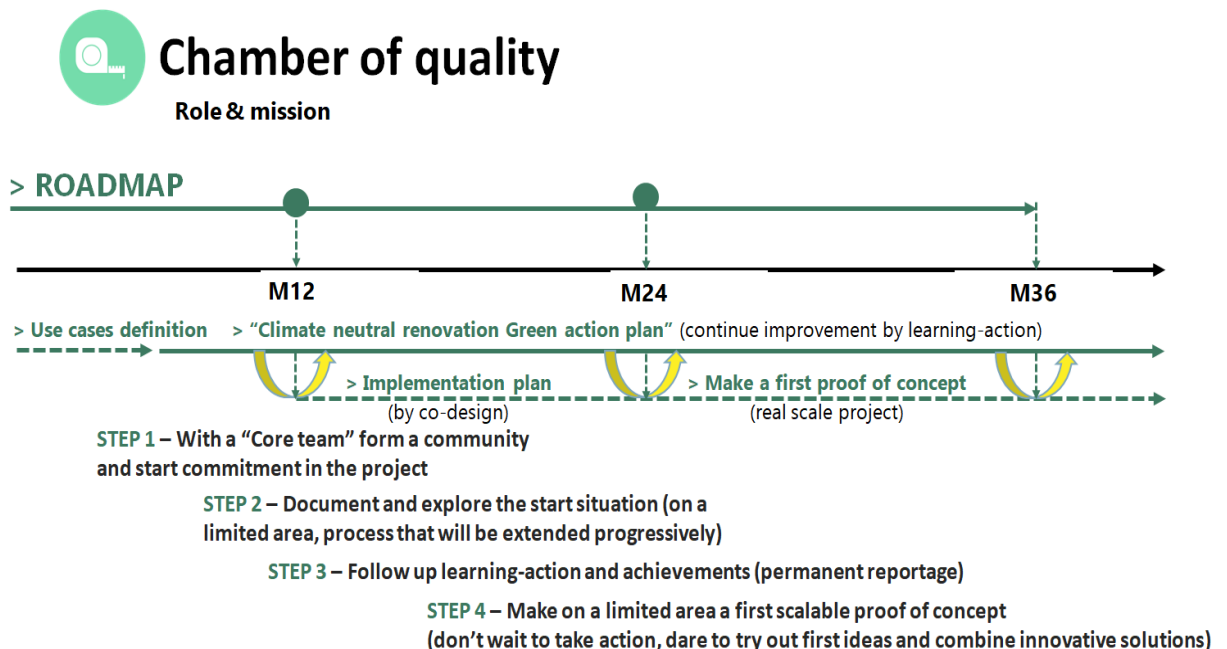 Chamber of quality
Role & mission
> ROADMAP
M12 M24 M36
> Use cases definition > “Climate neutral renovation Green action plan” (continue improvement by learning-action)
> Implementation plan > Make a first proof of concept
(by co-design) (real scale project)
STEP 1 – With a “Core team” form a community
and start commitment in the project
STEP 2 – Document and explore the start situation (on a
limited area, process that will be extended progressively)
STEP 3 – Follow up learning-action and achievements (permanent reportage)
STEP 4 – Make on a limited area a first scalable proof of concept
(don’t wait to take action, dare to try out first ideas and combine innovative solutions)